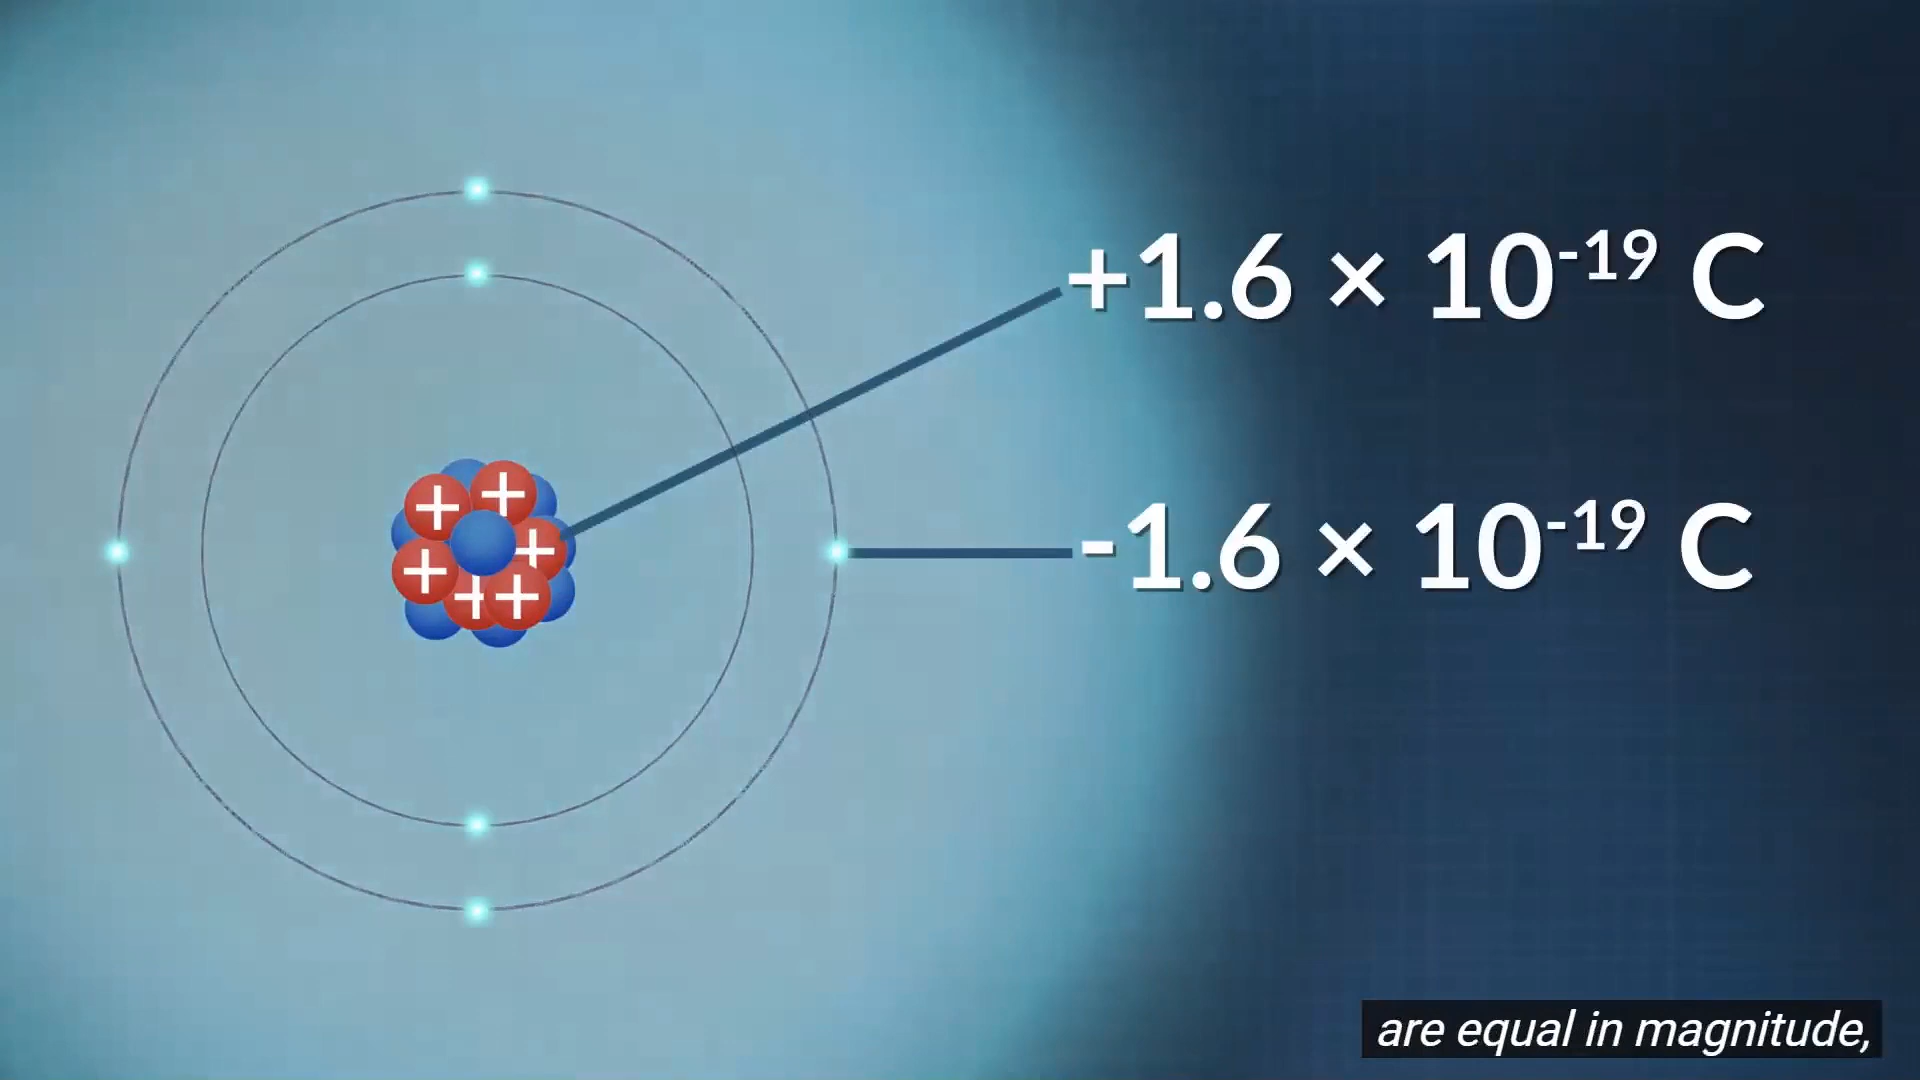 +1.6 × 10⁻¹⁹ C
-1.6 × 10⁻¹⁹ C
+ +
+ +
+ +
are equal in magnitude,